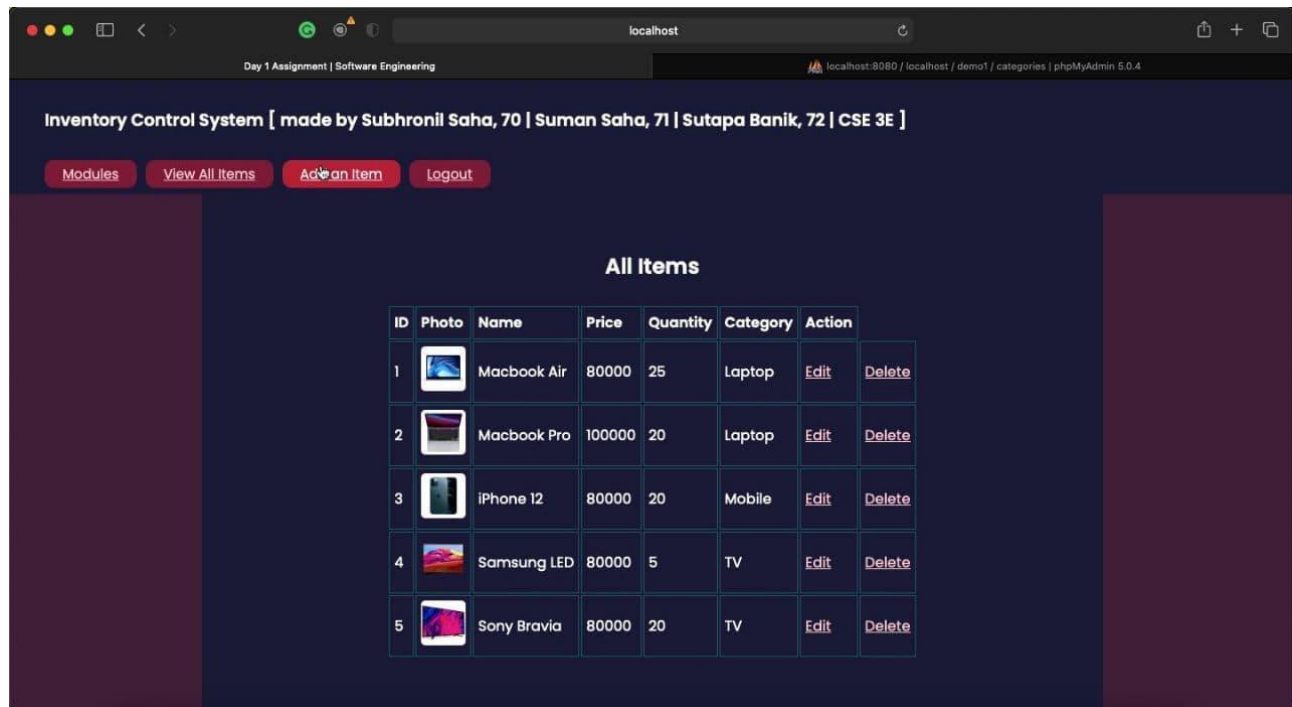 localhost
Day 1 Assignment | Software Engineering
localhost:8080 / localhost / demo1 / categories | phpMyAdmin 5.0.4
Inventory Control System [ made by Subhronil Saha, 70 | Suman Saha, 71 | Sutapa Banik, 72 | CSE 3E ]
Modules View All Items Add an Item Logout
All Items
ID Photo Name Price Quantity Category Action
1 Macbook Air 80000 25 Laptop Edit Delete
2 Macbook Pro 100000 20 Laptop Edit Delete
3 iPhone 12 80000 20 Mobile Edit Delete
4 Samsung LED 80000 5 TV Edit Delete
5 Sony Bravia 80000 20 TV Edit Delete